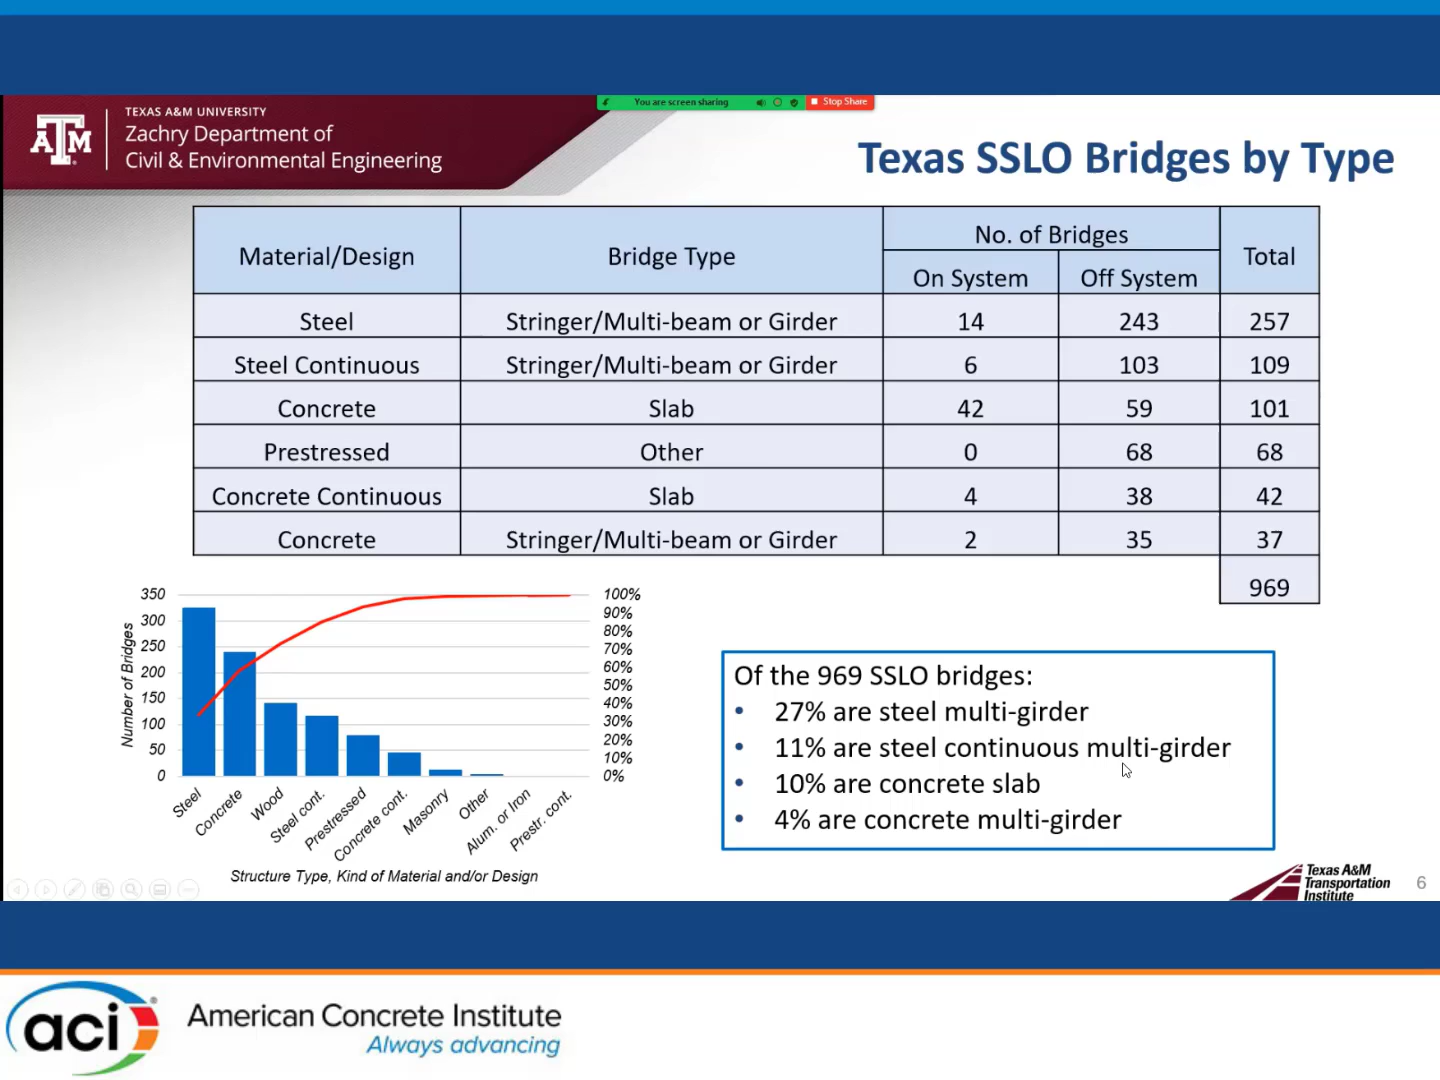 You are screen sharing
Stop Share
TEXAS A&M UNIVERSITY
Zachry Department of
Civil & Environmental Engineering
Texas SSLO Bridges by Type
Material/Design Bridge Type No. of Bridges Total
On System Off System
Steel Stringer/Multi-beam or Girder 14 243 257
Steel Continuous Stringer/Multi-beam or Girder 6 103 109
Concrete Slab 42 59 101
Prestressed Other 0 68 68
Concrete Continuous Slab 4 38 42
Concrete Stringer/Multi-beam or Girder 2 35 37
969
Number of Bridges
350
300
250
200
150
100
50
0
100%
90%
80%
70%
60%
50%
40%
30%
20%
10%
0%
Steel
Concrete
Wood
Steel cont.
Prestressed
Concrete cont.
Masonry
Other
Alum. or Iron
Prestr. cont.
Structure Type, Kind of Material and/or Design
Of the 969 SSLO bridges:
• 27% are steel multi-girder
• 11% are steel continuous multi-girder
• 10% are concrete slab
• 4% are concrete multi-girder
Texas A&M
Transportation
Institute
6
aci
American Concrete Institute
Always advancing